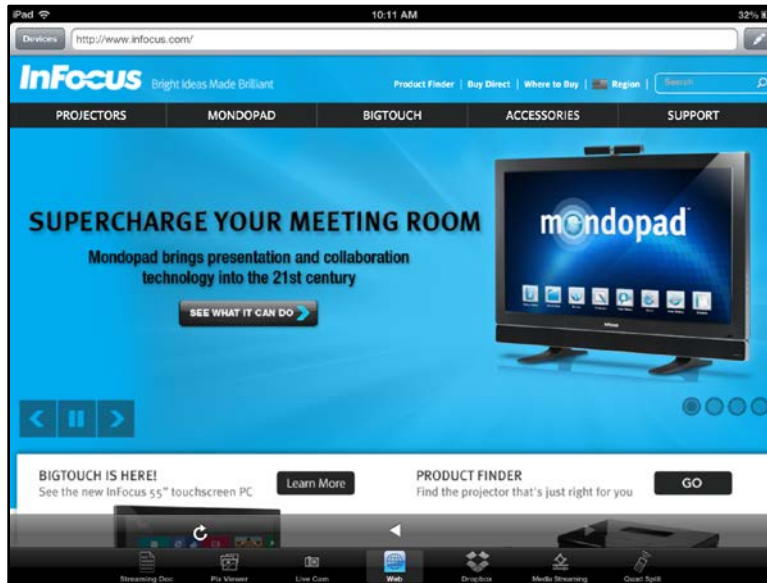 iPad 10:11 AM 32%
Devices http://www.infocus.com/
InFocus Bright Ideas Made Brilliant Product Finder | Buy Direct | Where to Buy | Region | Search
PROJECTORS MONDOPAD BIGTOUCH ACCESSORIES SUPPORT
SUPERCHARGE YOUR MEETING ROOM
Mondopad brings presentation and collaboration
technology into the 21st century
SEE WHAT IT CAN DO
mondopad
BIGTOUCH IS HERE!
See the new InFocus 55" touchscreen PC
Learn More
PRODUCT FINDER
Find the projector that's just right for you
GO
Streaming Doc Pix Viewer Live Cam Web Dropbox Media Streaming Quad Split